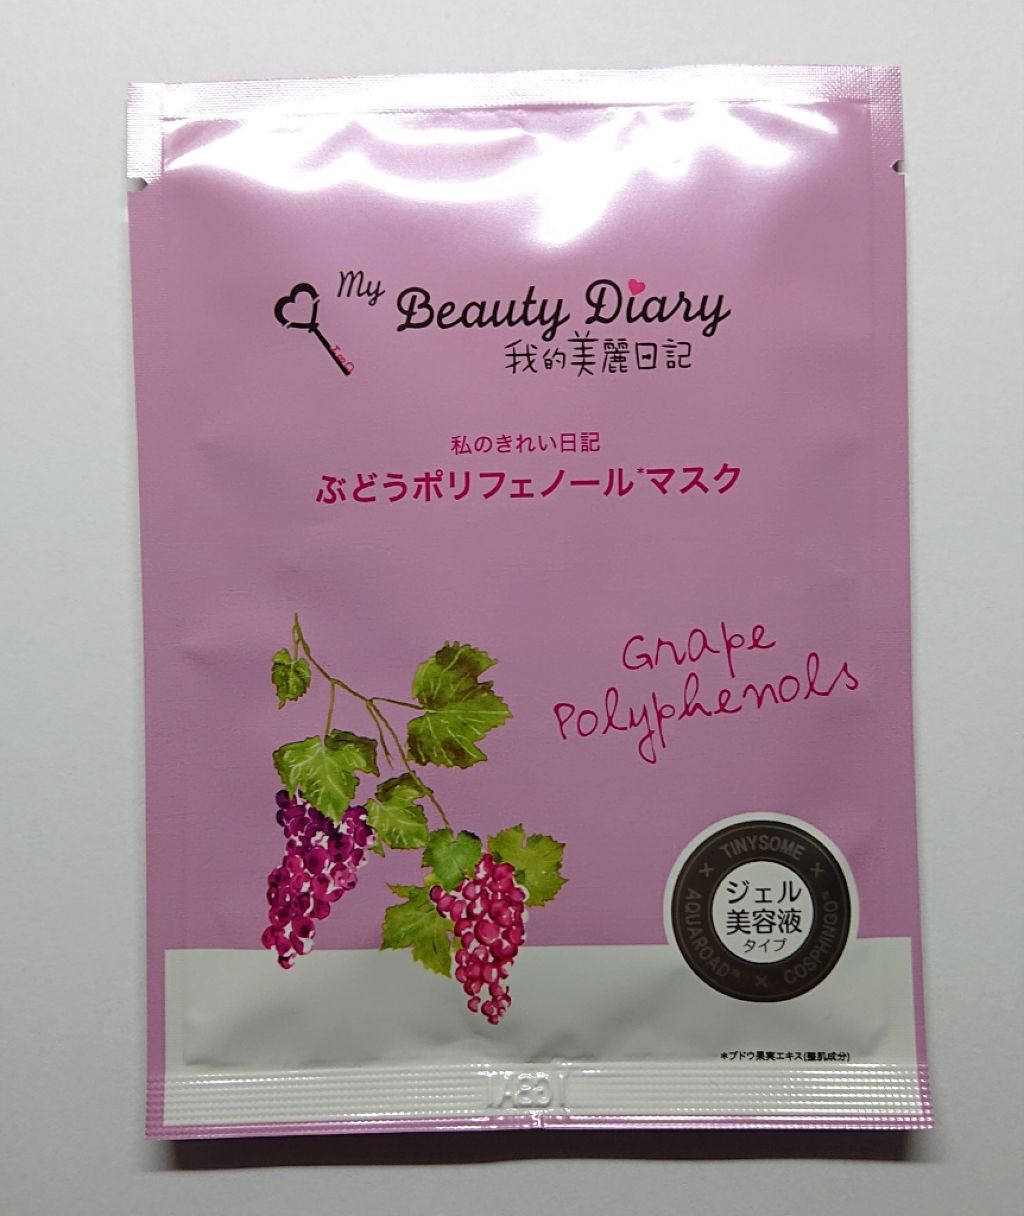 My Beauty Diary
我的美麗日記
私のきれい日記
ぶどうポリフェノール*マスク
Grape
Polyphenols
TINYSOME
ジェル
美容液
タイプ
AQUAROAD™
COSPHINGO™
*ブドウ果実エキス(整肌成分)